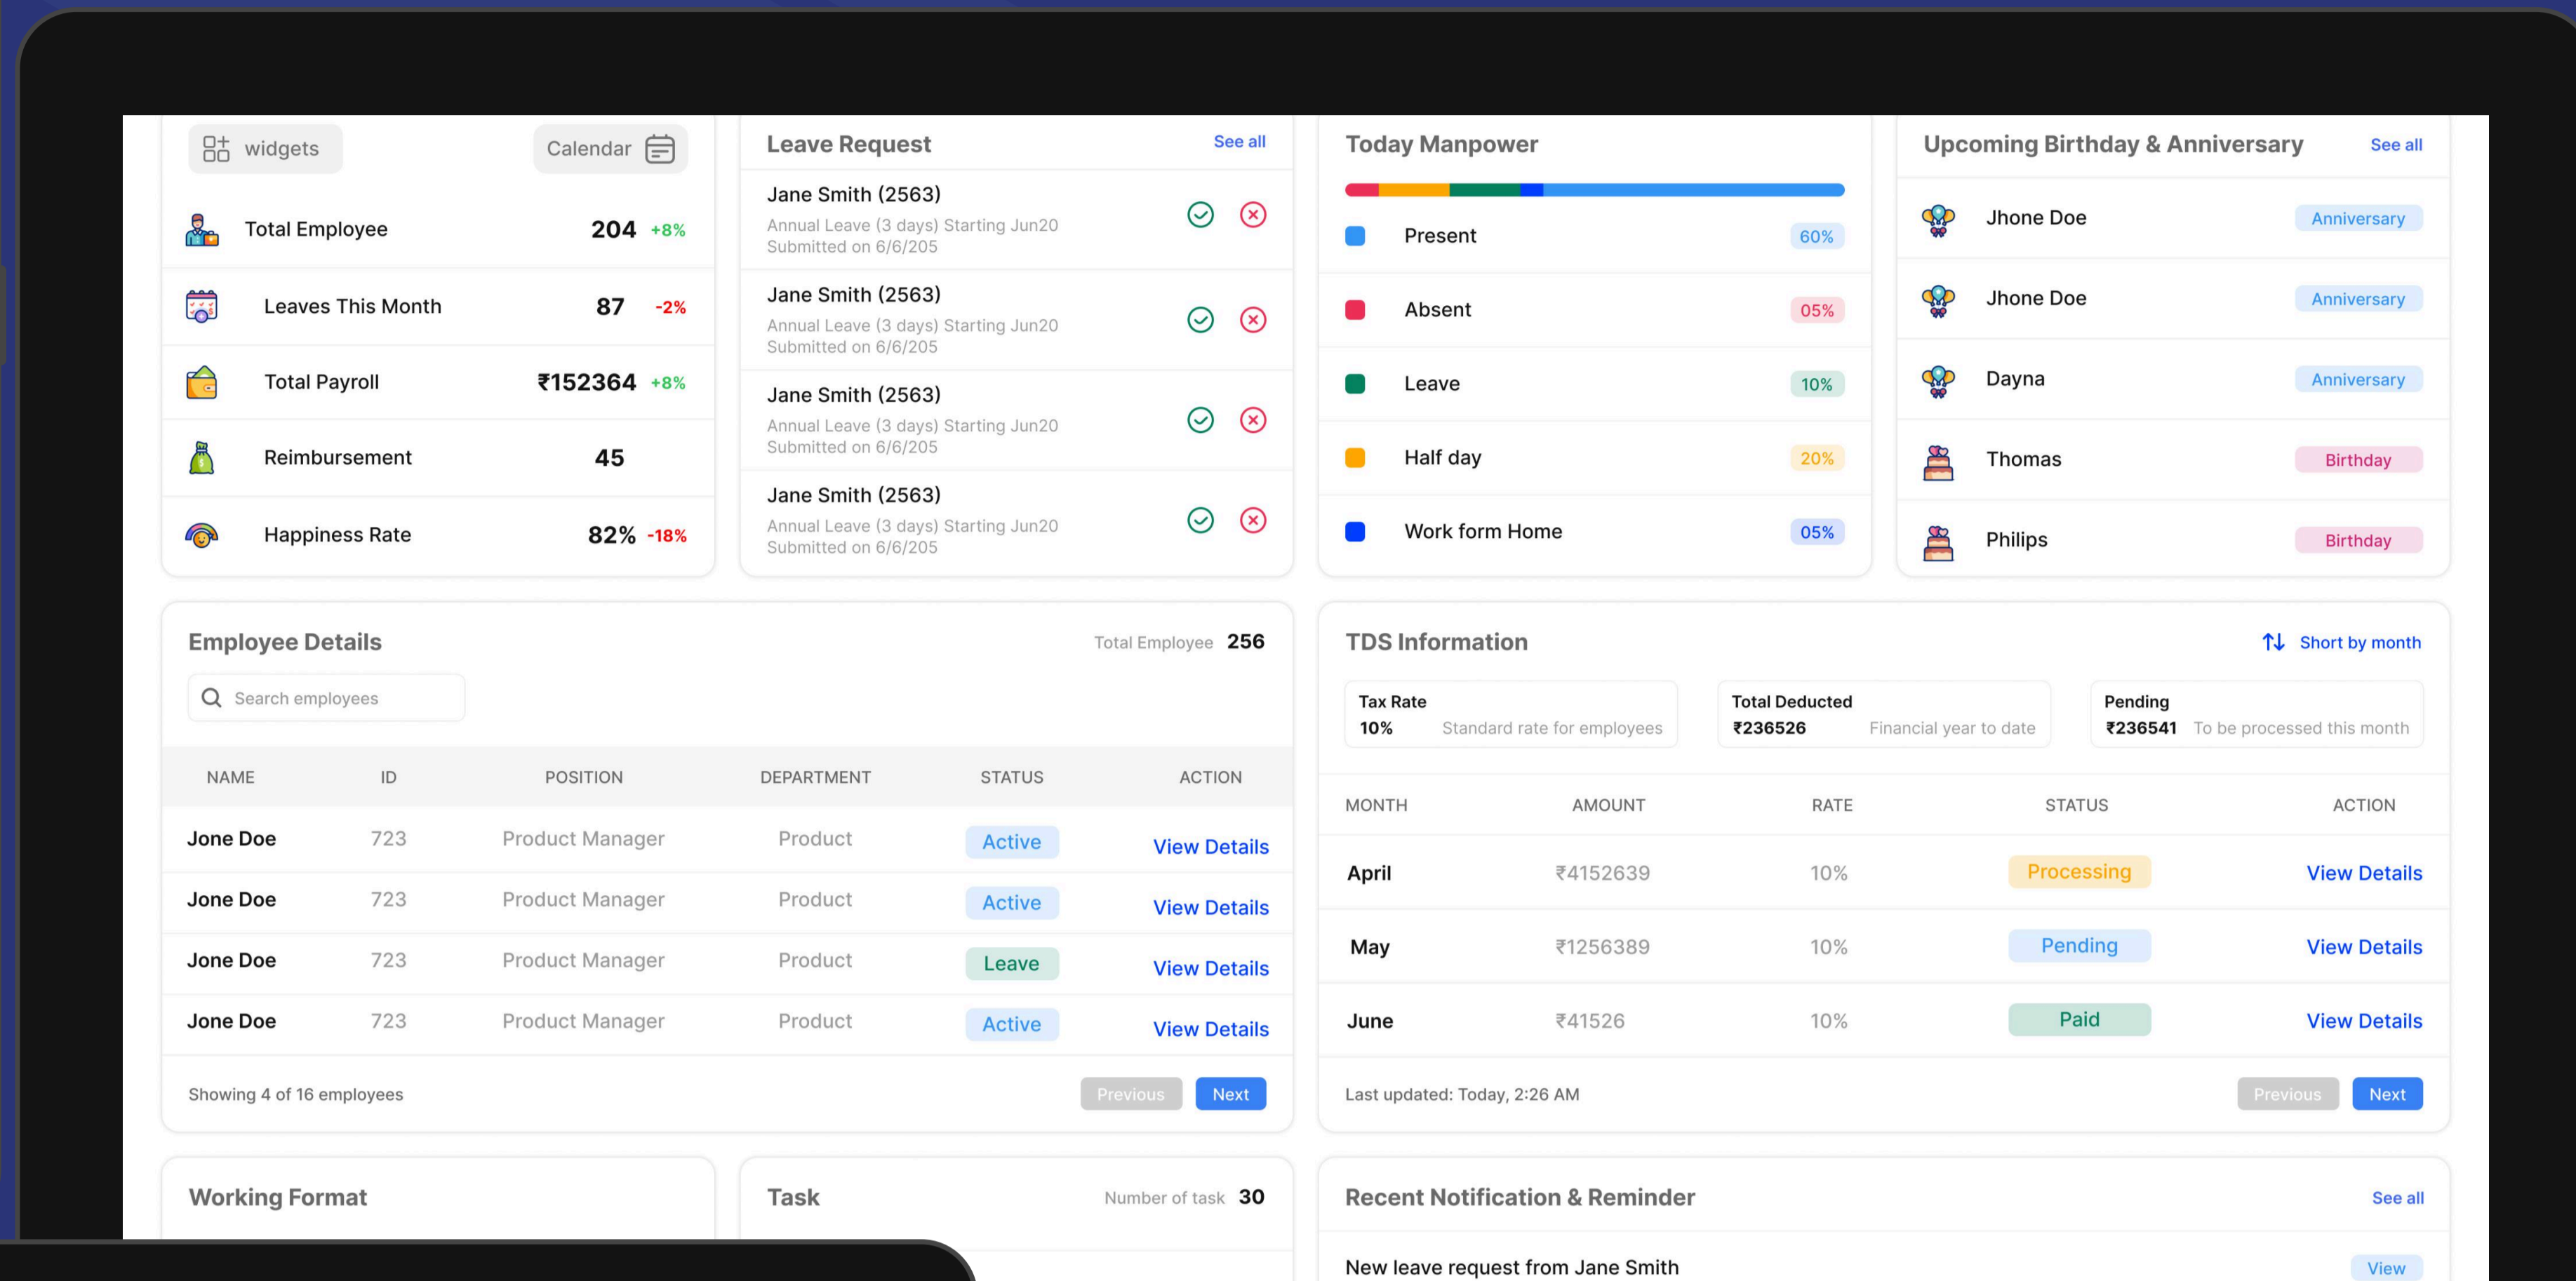 widgets
Calendar
Total Employee 204 +8%
Leaves This Month 87 -2%
Total Payroll ₹152364 +8%
Reimbursement 45
Happiness Rate 82% -18%
Leave Request See all
Jane Smith (2563)
Annual Leave (3 days) Starting Jun20
Submitted on 6/6/205
Jane Smith (2563)
Annual Leave (3 days) Starting Jun20
Submitted on 6/6/205
Jane Smith (2563)
Annual Leave (3 days) Starting Jun20
Submitted on 6/6/205
Jane Smith (2563)
Annual Leave (3 days) Starting Jun20
Submitted on 6/6/205
Today Manpower
Present 60%
Absent 05%
Leave 10%
Half day 20%
Work form Home 05%
Upcoming Birthday & Anniversary See all
Jhone Doe Anniversary
Jhone Doe Anniversary
Dayna Anniversary
Thomas Birthday
Philips Birthday
Employee Details Total Employee 256
Search employees
NAME ID POSITION DEPARTMENT STATUS ACTION
Jone Doe 723 Product Manager Product Active View Details
Jone Doe 723 Product Manager Product Active View Details
Jone Doe 723 Product Manager Product Leave View Details
Jone Doe 723 Product Manager Product Active View Details
Showing 4 of 16 employees Previous Next
TDS Information Short by month
Tax Rate
10% Standard rate for employees
Total Deducted
₹236526 Financial year to date
Pending
₹236541 To be processed this month
MONTH AMOUNT RATE STATUS ACTION
April ₹4152639 10% Processing View Details
May ₹1256389 10% Pending View Details
June ₹41526 10% Paid View Details
Last updated: Today, 2:26 AM Previous Next
Working Format
Task Number of task 30
Recent Notification & Reminder See all
New leave request from Jane Smith View